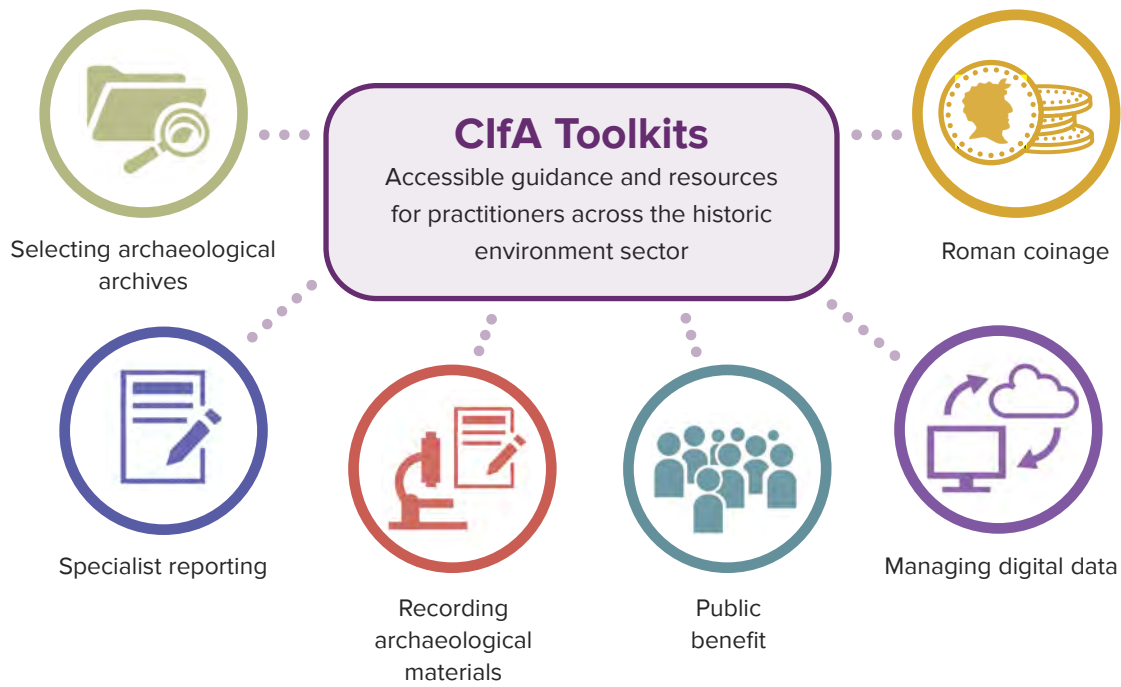 CIfA Toolkits
Accessible guidance and resources
for practitioners across the historic
environment sector
Selecting archaeological
archives
Roman coinage
Specialist reporting
Recording
archaeological
materials
Public
benefit
Managing digital data